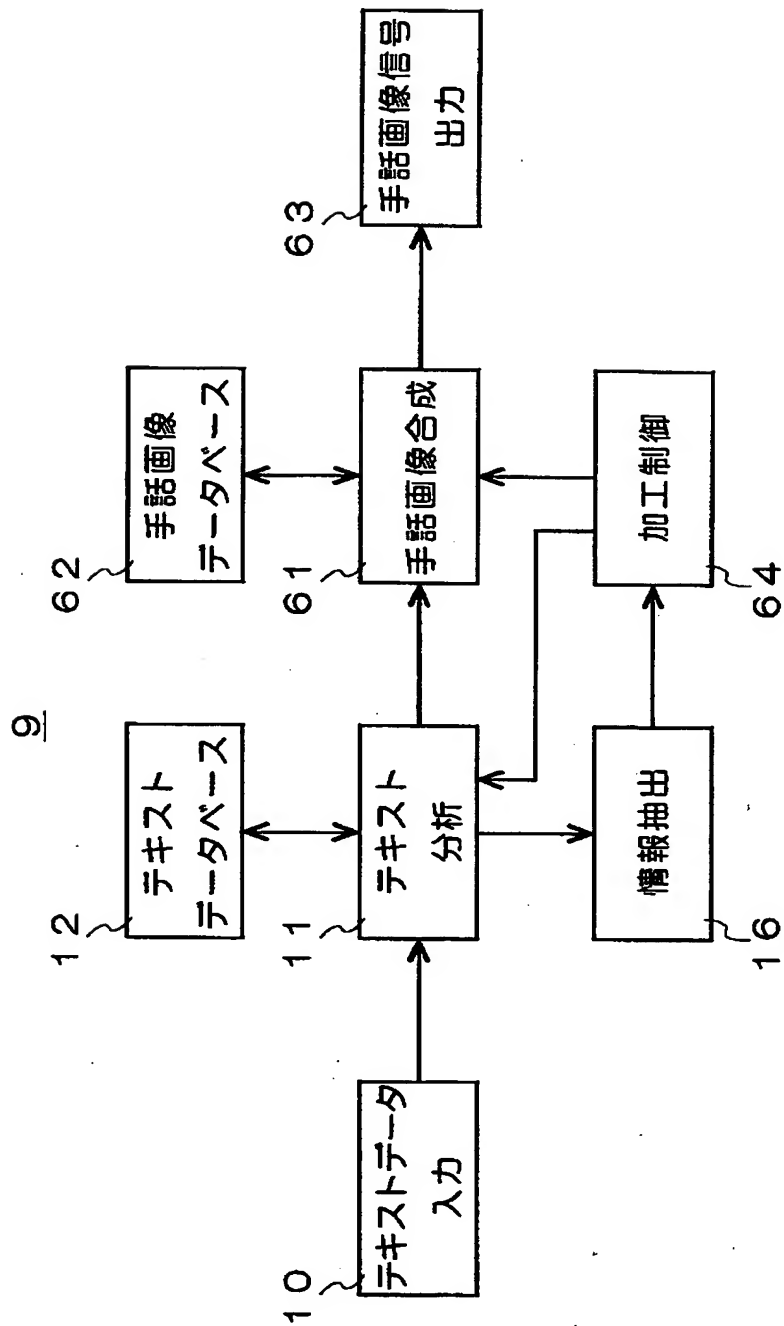 9
12
テキスト
データベース
62
手話画像
データベース
10
テキストデータ
入力
11
テキスト
分析
61
手話画像合成
63
手話画像信号
出力
16
情報抽出
64
加工制御